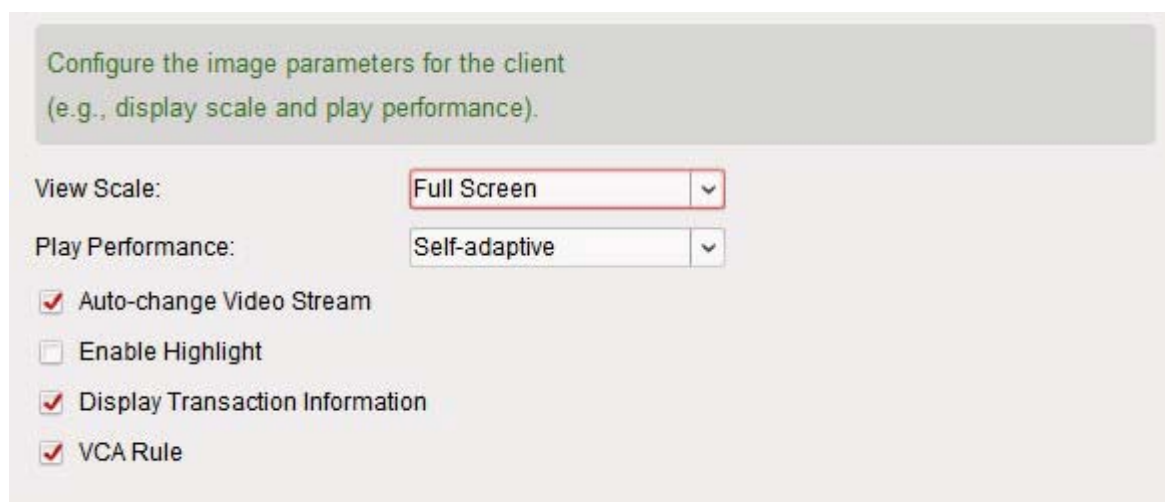 Configure the image parameters for the client
(e.g., display scale and play performance).
View Scale: Full Screen
Play Performance: Self-adaptive
Auto-change Video Stream
Enable Highlight
Display Transaction Information
VCA Rule